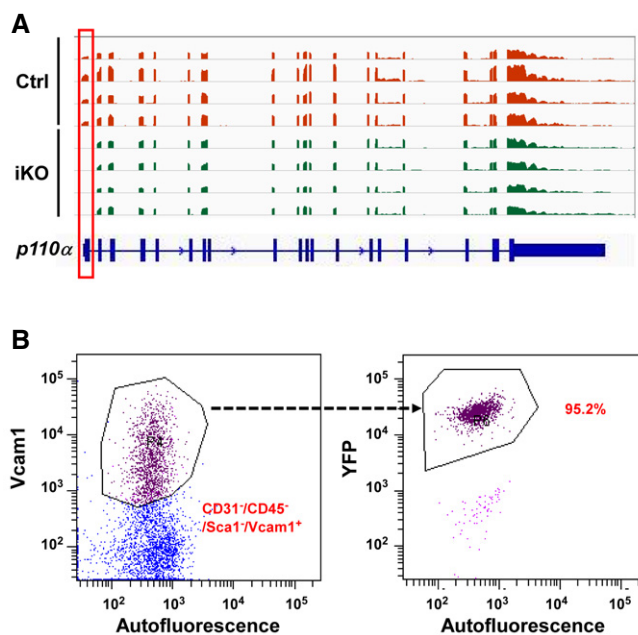 A
Ctrl
iKO
p110α
B
Vcam1
10⁵
10⁴
10³
10²
CD31⁻/CD45⁻
/Sca1⁻/Vcam1⁺
10² 10³ 10⁴ 10⁵
Autofluorescence
YFP
10⁵
10⁴
10³
10²
95.2%
10² 10³ 10⁴ 10⁵
Autofluorescence